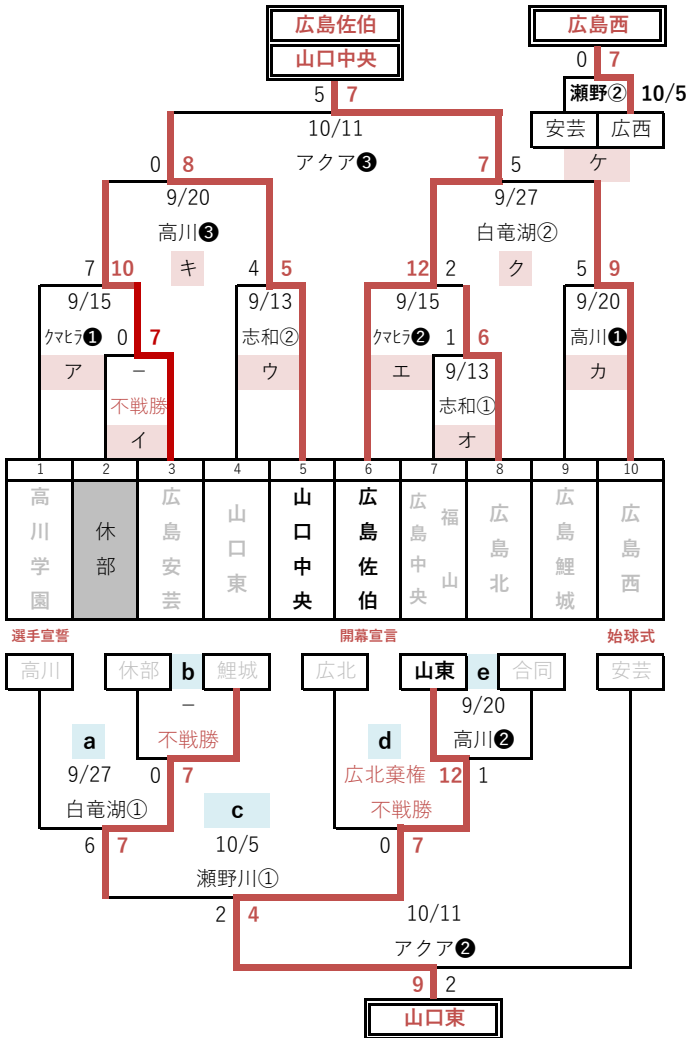 広島佐伯
山口中央
広島西
5 7
0 7
瀬野② 10/5
10/11
アクア❸
安芸 広西
ケ
0 8
7 5
9/20
高川❸
キ
9/27
白竜湖②
ク
7 10
4 5
12 2
5 9
9/15
ｸﾏﾋﾗ❶
ア
0 7
－
不戦勝
イ
9/13
志和②
ウ
9/15
ｸﾏﾋﾗ❷
エ
1 6
9/13
志和①
オ
9/20
高川❶
カ
1 2 3 4 5 6 7 8 9 10
高川学園
休部
広島安芸
山口東
山口中央
広島佐伯
広島中央
福山
広島北
広島鯉城
広島西
選手宣誓 開幕宣言 始球式
高川 休部 b 鯉城 広北 山東 e 合同 安芸
－
不戦勝
9/20
高川❷
a
9/27
白竜湖①
0 7
d
広北棄権
不戦勝
12 1
c
10/5
瀬野川①
6 7
0 7
2 4
10/11
アクア❷
9 2
山口東